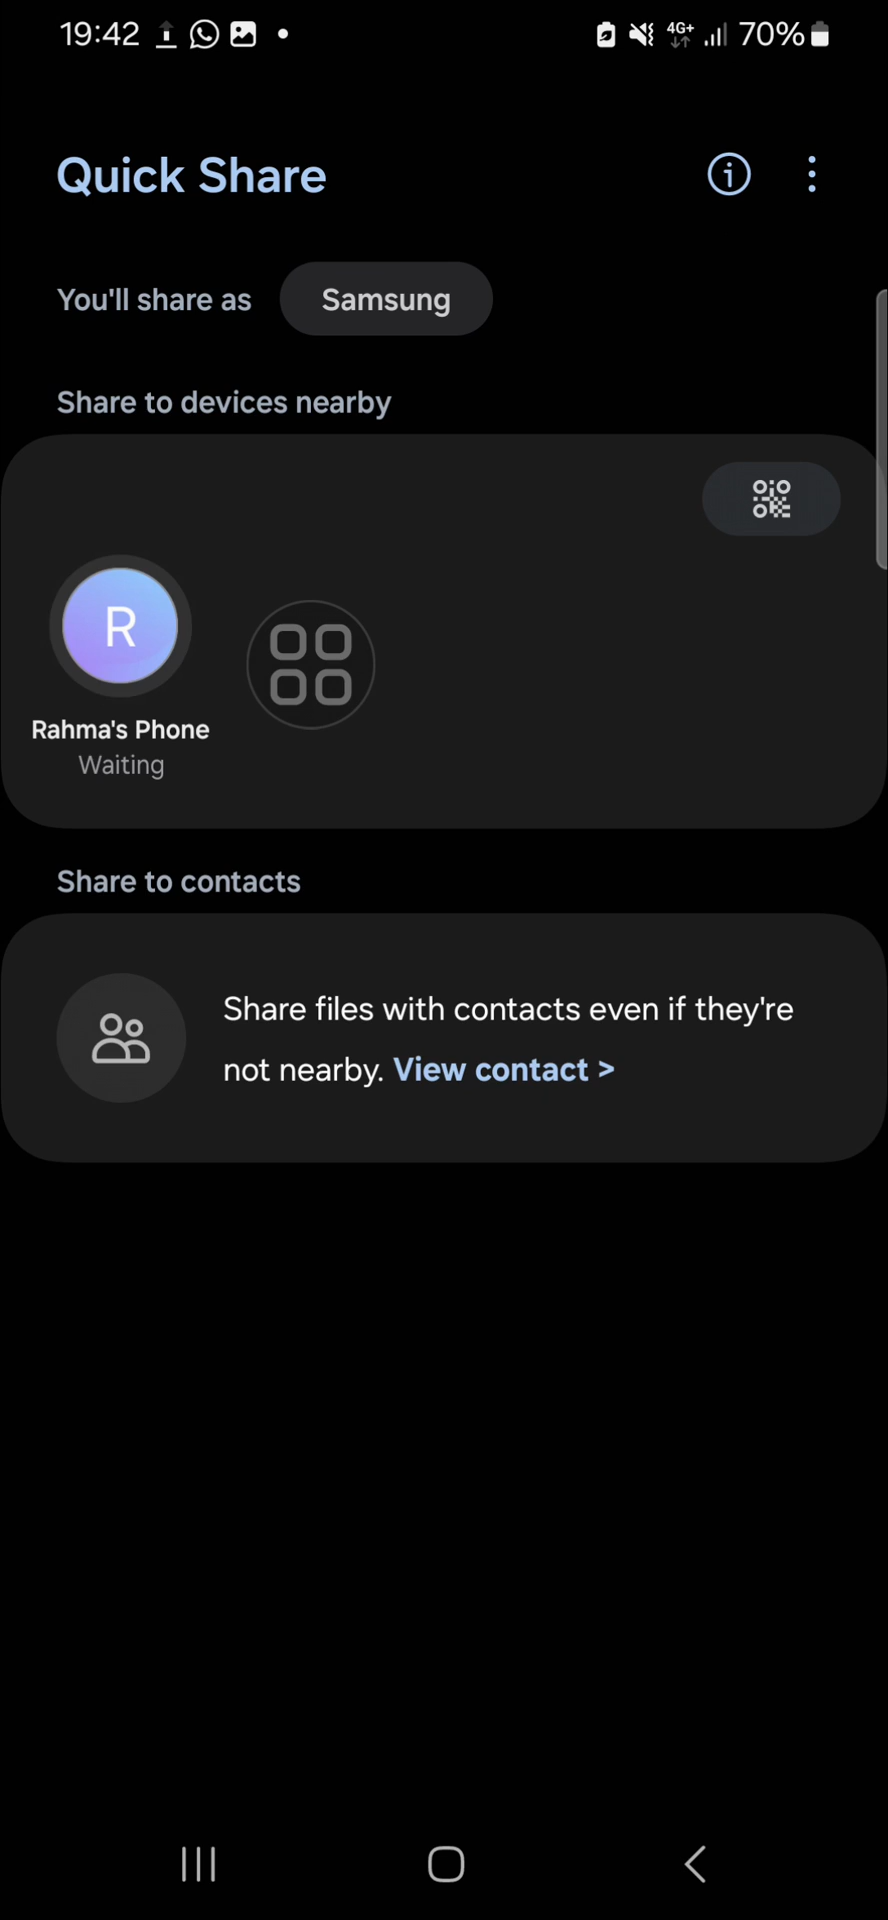 19:42 4G+ 70%
Quick Share
You'll share as Samsung
Share to devices nearby
R
Rahma's Phone
Waiting
Share to contacts
Share files with contacts even if they're
not nearby. View contact >